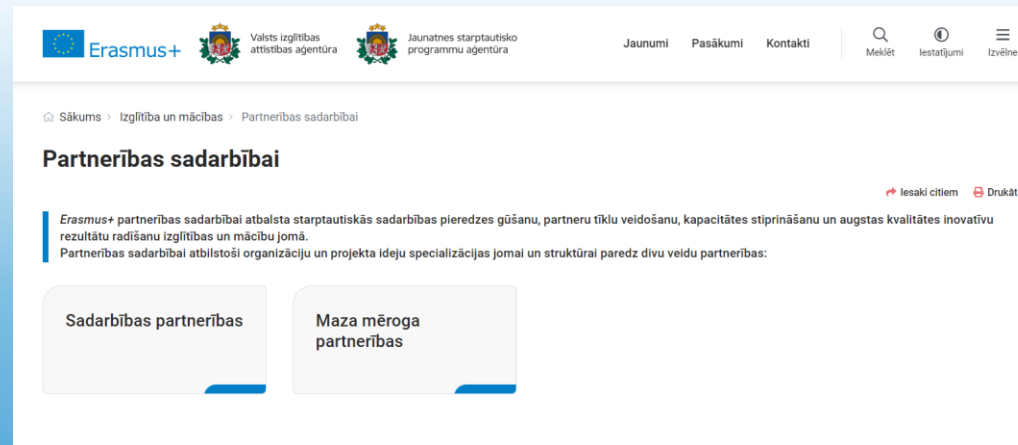 Erasmus+
Valsts izglītības
attīstības aģentūra
Jaunatnes starptautisko
programmu aģentūra
Jaunumi Pasākumi Kontakti
Meklēt Iestatījumi Izvēlne
Sākums > Izglītība un mācības > Partnerības sadarbībai
Partnerības sadarbībai
Iesaki citiem Drukāt
Erasmus+ partnerības sadarbībai atbalsta starptautiskās sadarbības pieredzes gūšanu, partneru tīklu veidošanu, kapacitātes stiprināšanu un augstas kvalitātes inovatīvu
rezultātu radīšanu izglītības un mācību jomā.
Partnerības sadarbībai atbilstoši organizāciju un projekta ideju specializācijas jomai un struktūrai paredz divu veidu partnerības:
Sadarbības partnerības
Maza mēroga
partnerības